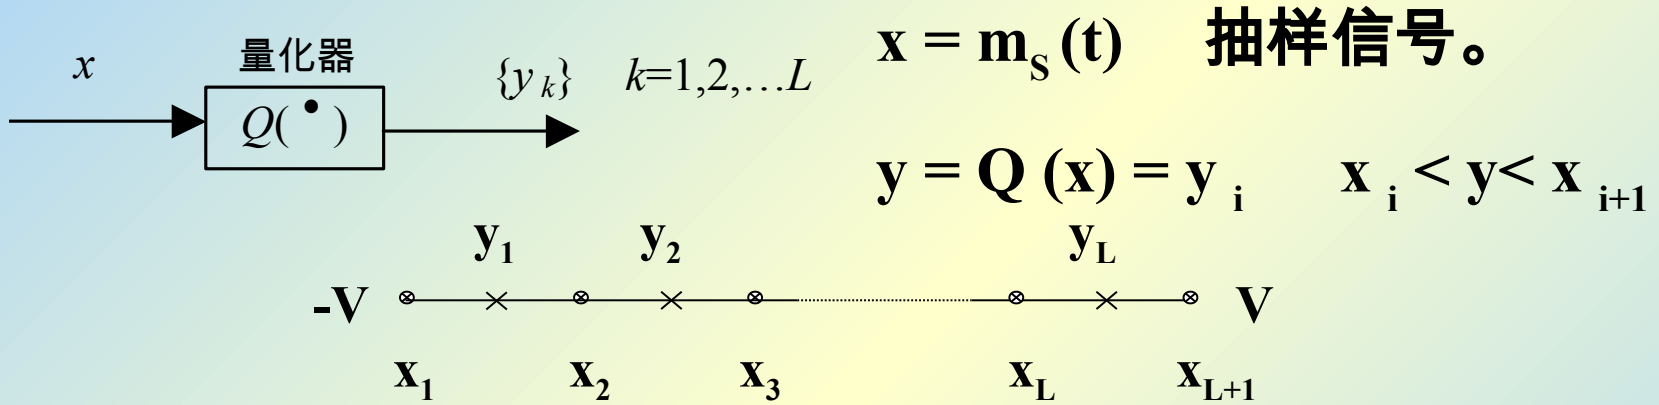 x 量化器 {y k} k=1,2,…L x = mS (t) 抽样信号。
Q( • )
y = Q (x) = y i x i < y< x i+1
y1 y2 yL
-V V
x1 x2 x3 xL xL+1